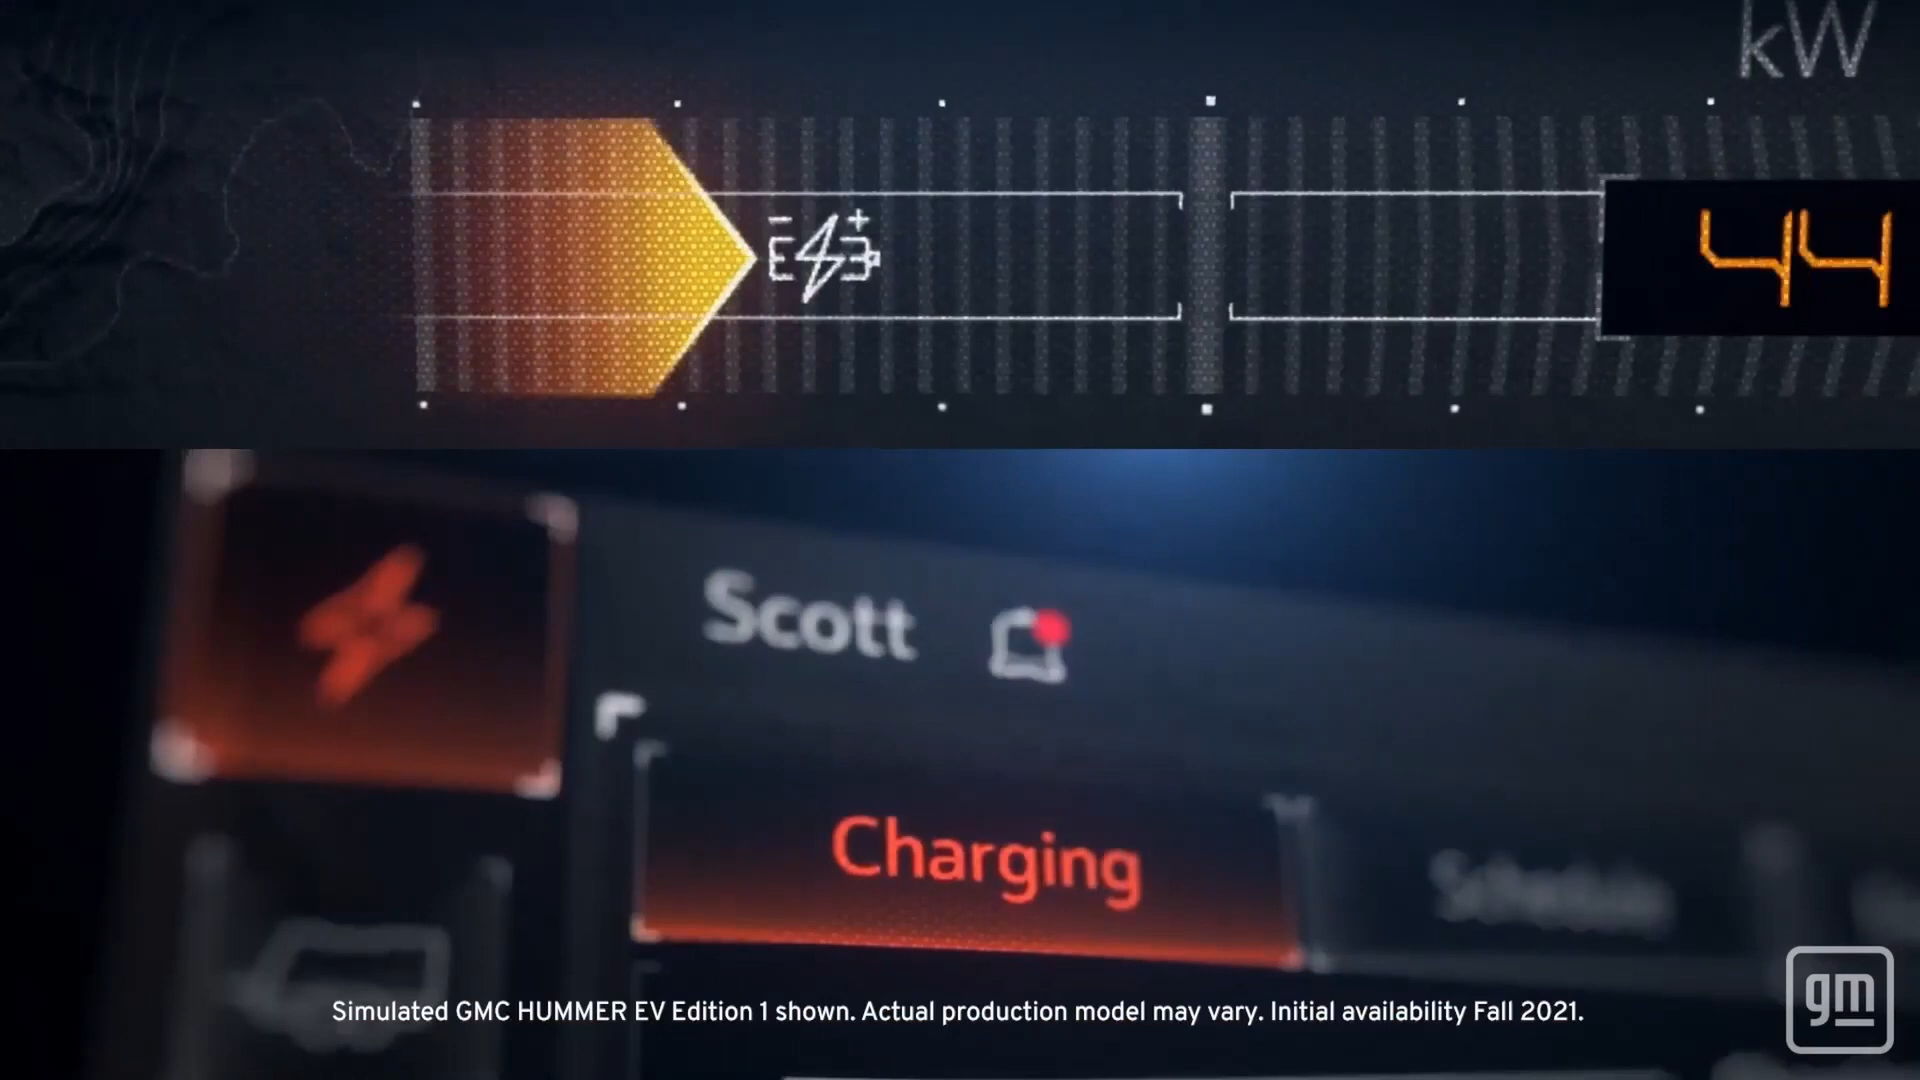 kW
44
Scott
Charging
Schedule
Simulated GMC HUMMER EV Edition 1 shown. Actual production model may vary. Initial availability Fall 2021.
gm